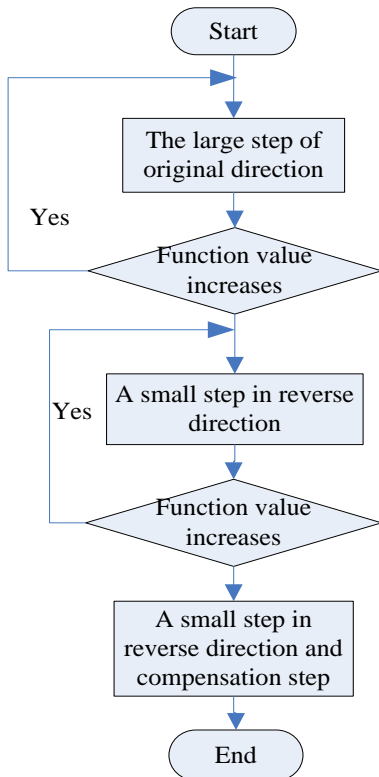 Start
The large step of
original direction
Yes
Function value
increases
A small step in reverse
direction
Yes
Function value
increases
A small step in
reverse direction and
compensation step
End